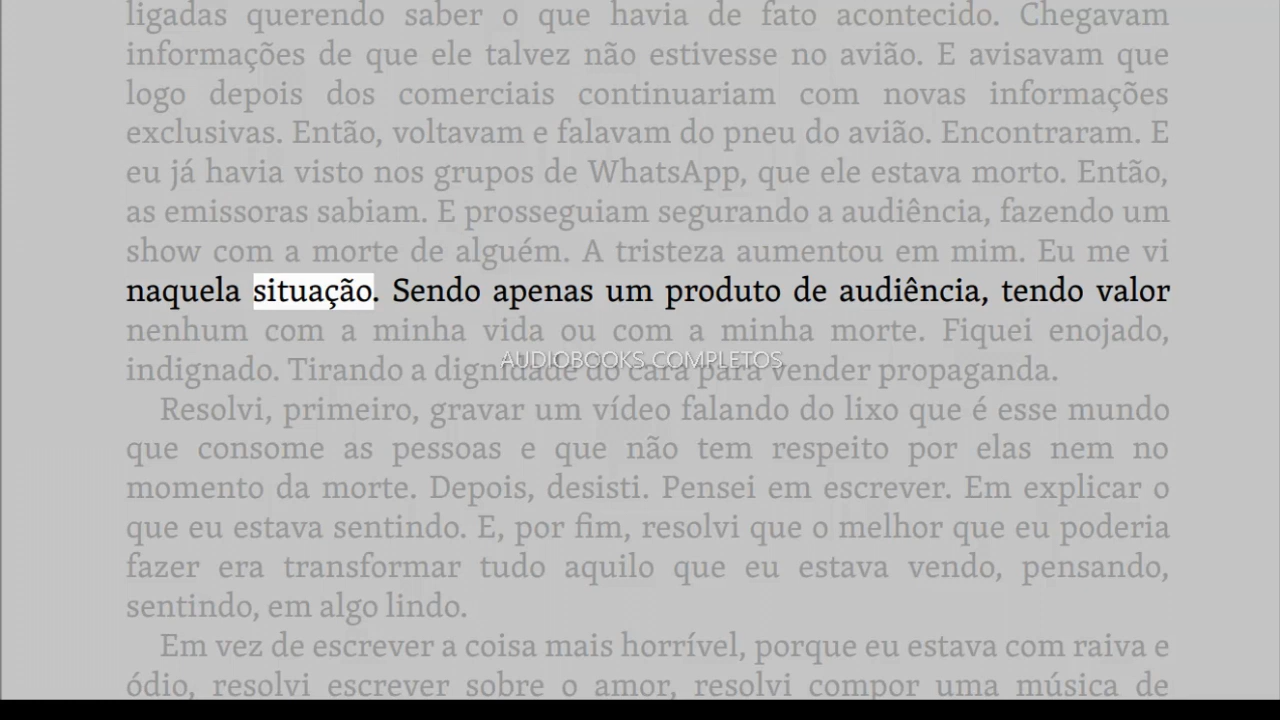 ligadas querendo saber o que havia de fato acontecido. Chegavam
informações de que ele talvez não estivesse no avião. E avisavam que
logo depois dos comerciais continuariam com novas informações
exclusivas. Então, voltavam e falavam do pneu do avião. Encontraram. E
eu já havia visto nos grupos de WhatsApp, que ele estava morto. Então,
as emissoras sabiam. E prosseguiam segurando a audiência, fazendo um
show com a morte de alguém. A tristeza aumentou em mim. Eu me vi
naquela situação. Sendo apenas um produto de audiência, tendo valor
nenhum com a minha vida ou com a minha morte. Fiquei enojado,
AUDIOBOOKS COMPLETOS
indignado. Tirando a dignidade do cara para vender propaganda.
Resolvi, primeiro, gravar um vídeo falando do lixo que é esse mundo
que consome as pessoas e que não tem respeito por elas nem no
momento da morte. Depois, desisti. Pensei em escrever. Em explicar o
que eu estava sentindo. E, por fim, resolvi que o melhor que eu poderia
fazer era transformar tudo aquilo que eu estava vendo, pensando,
sentindo, em algo lindo.
Em vez de escrever a coisa mais horrível, porque eu estava com raiva e
ódio, resolvi escrever sobre o amor, resolvi compor uma música de